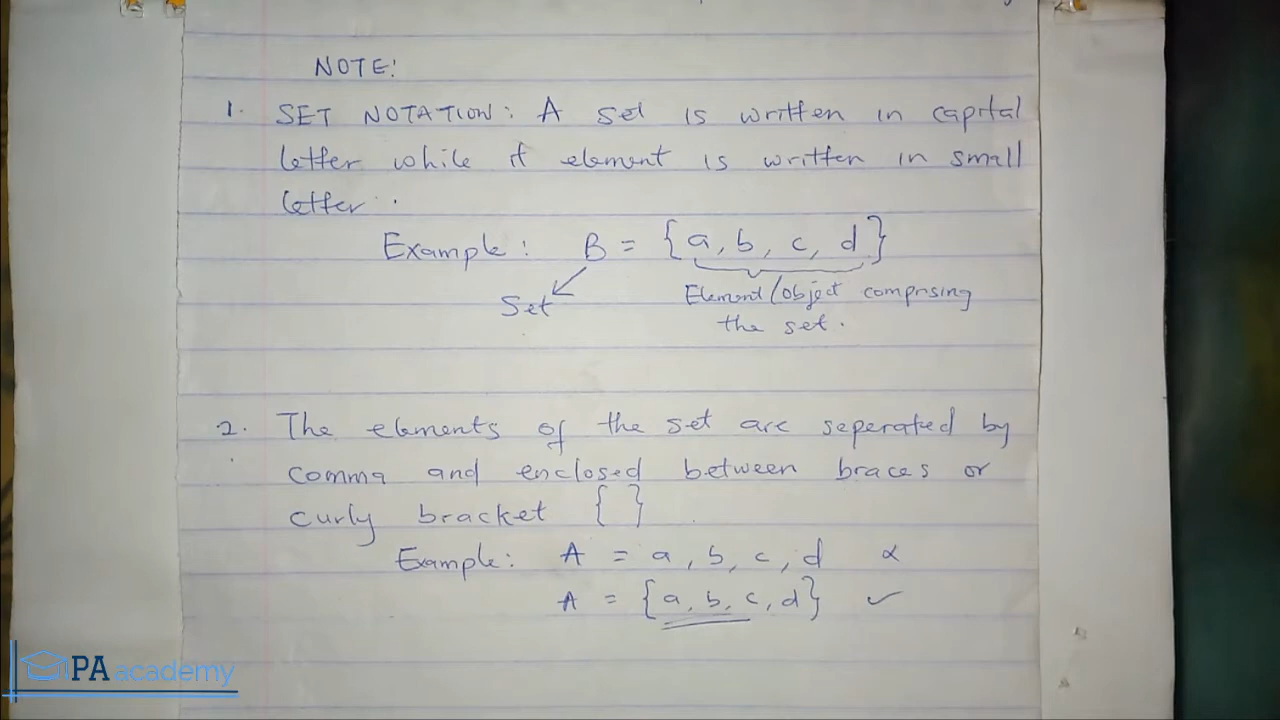 NOTE!
1. SET NOTATION: A set is written in capital
letter while it element is written in small
letter.
Example: B = {a, b, c, d}
Set
Element/object comprising
the set.
2. The elements of the set are seperated by
comma and enclosed between braces or
curly bracket { }
Example: A = a, b, c, d ∝
A = {a, b, c, d} ✓
PA academy